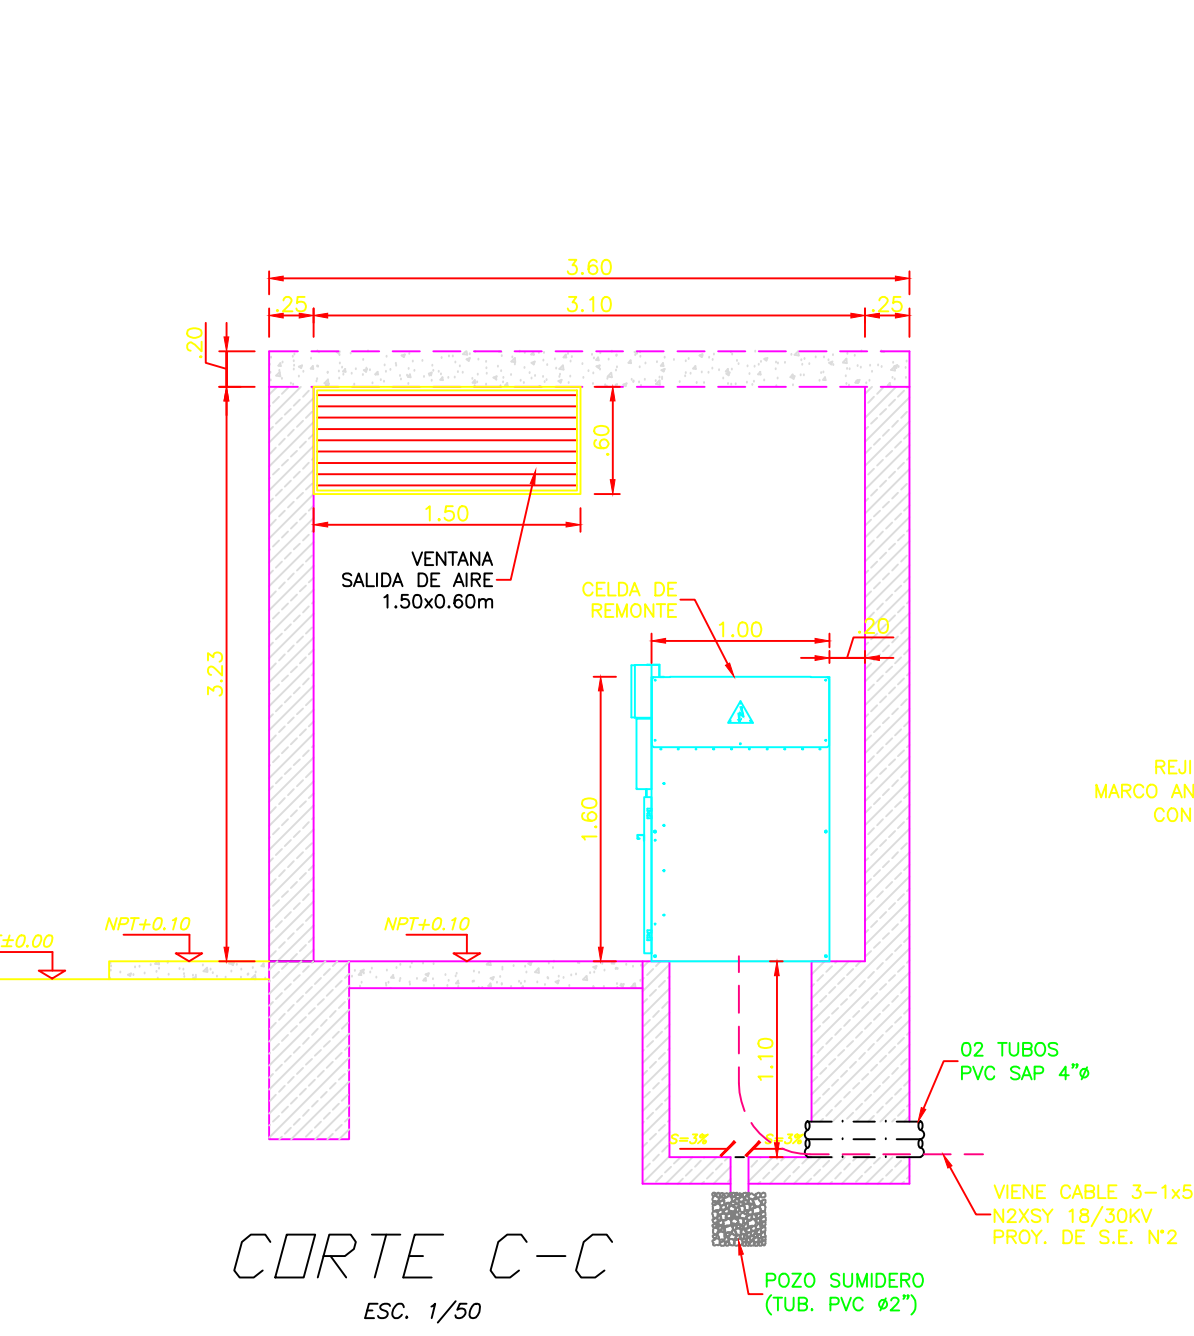 3.60
.25
3.10
.25
.20
.60
1.50
VENTANA
SALIDA DE AIRE
1.50x0.60m
CELDA DE
REMONTE
1.00
.20
3.23
1.60
REJI
MARCO AN
CON
NPT+0.10
NPT+0.10
±0.00
1.10
02 TUBOS
PVC SAP 4"ø
S=3%
S=3%
VIENE CABLE 3-1x5
N2XSY 18/30KV
PROY. DE S.E. N°2
CORTE C-C
ESC. 1/50
POZO SUMIDERO
(TUB. PVC ø2")